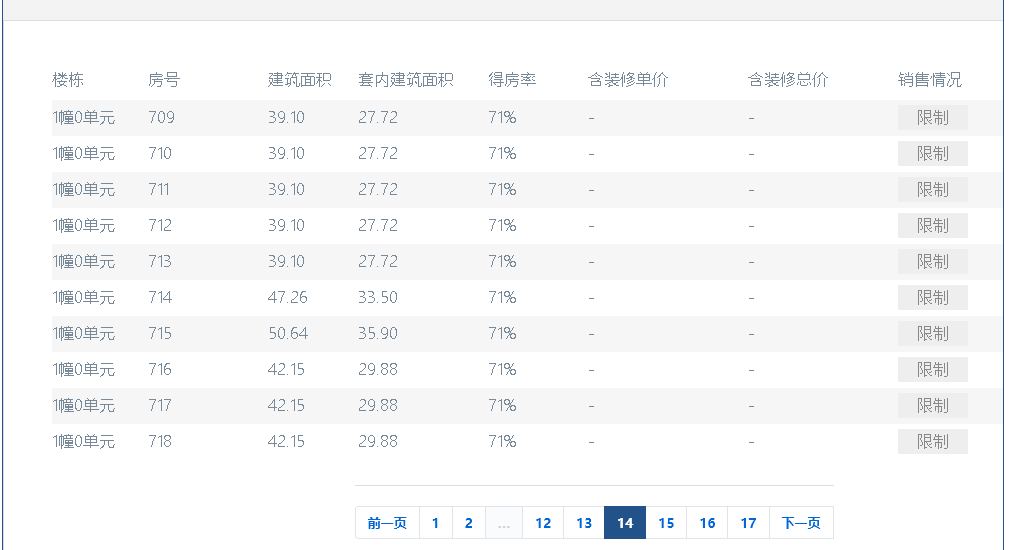 楼栋 房号 建筑面积 套内建筑面积 得房率 含装修单价 含装修总价 销售情况
1幢0单元 709 39.10 27.72 71% - - 限制
1幢0单元 710 39.10 27.72 71% - - 限制
1幢0单元 711 39.10 27.72 71% - - 限制
1幢0单元 712 39.10 27.72 71% - - 限制
1幢0单元 713 39.10 27.72 71% - - 限制
1幢0单元 714 47.26 33.50 71% - - 限制
1幢0单元 715 50.64 35.90 71% - - 限制
1幢0单元 716 42.15 29.88 71% - - 限制
1幢0单元 717 42.15 29.88 71% - - 限制
1幢0单元 718 42.15 29.88 71% - - 限制
前一页 1 2 ... 12 13 14 15 16 17 下一页